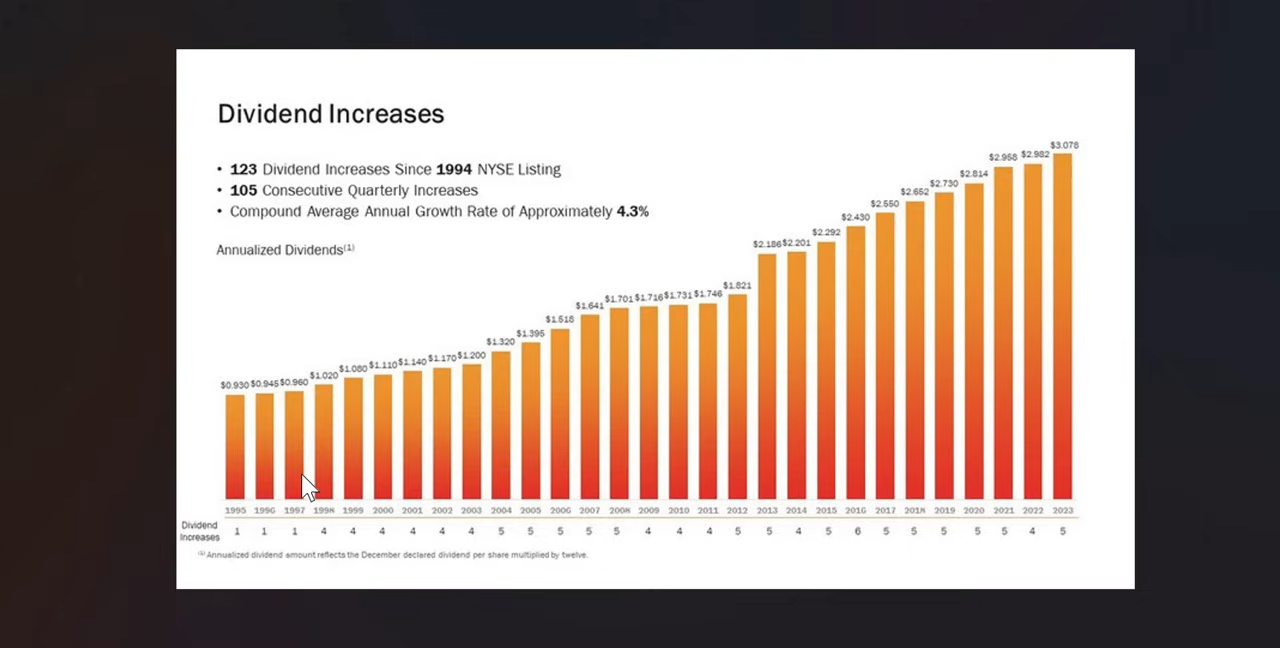 Dividend Increases
• 123 Dividend Increases Since 1994 NYSE Listing
• 105 Consecutive Quarterly Increases
• Compound Average Annual Growth Rate of Approximately 4.3%
Annualized Dividends(1)
$0.930 $0.945 $0.960 $1.020 $1.080 $1.110 $1.140 $1.170 $1.200 $1.320 $1.395 $1.518 $1.641 $1.701 $1.716 $1.731 $1.746 $1.821 $2.186 $2.201 $2.292 $2.430 $2.550 $2.652 $2.730 $2.814 $2.958 $2.982 $3.078
1995 1996 1997 1998 1999 2000 2001 2002 2003 2004 2005 2006 2007 2008 2009 2010 2011 2012 2013 2014 2015 2016 2017 2018 2019 2020 2021 2022 2023
Dividend
Increases 1 1 1 4 4 4 4 4 4 5 5 5 5 5 4 4 4 5 5 4 5 6 5 5 5 5 5 4 5
(1) Annualized dividend amount reflects the December declared dividend per share multiplied by twelve.